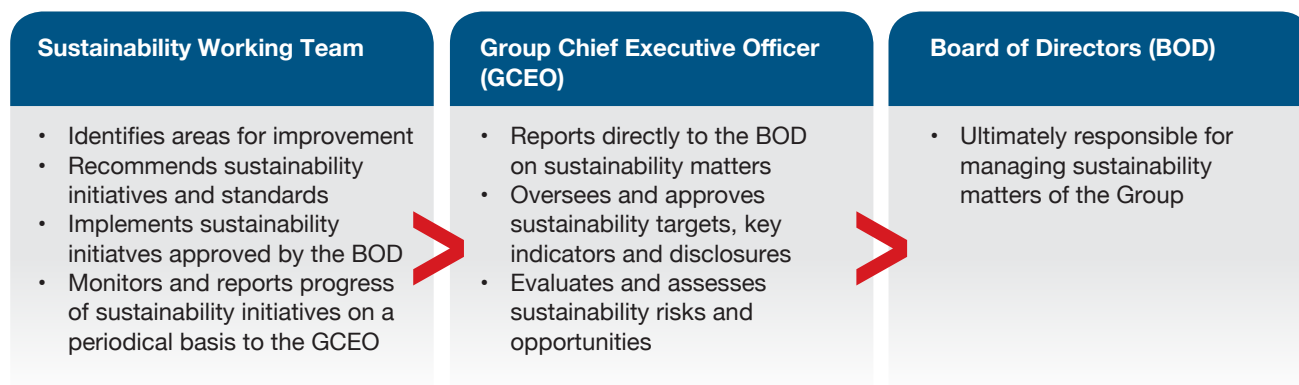 Sustainability Working Team
• Identifies areas for improvement
• Recommends sustainability
initiatives and standards
• Implements sustainability
initiatves approved by the BOD
• Monitors and reports progress
of sustainability initiatives on a
periodical basis to the GCEO
>
Group Chief Executive Officer
(GCEO)
• Reports directly to the BOD
on sustainability matters
• Oversees and approves
sustainability targets, key
indicators and disclosures
• Evaluates and assesses
sustainability risks and
opportunities
>
Board of Directors (BOD)
• Ultimately responsible for
managing sustainability
matters of the Group